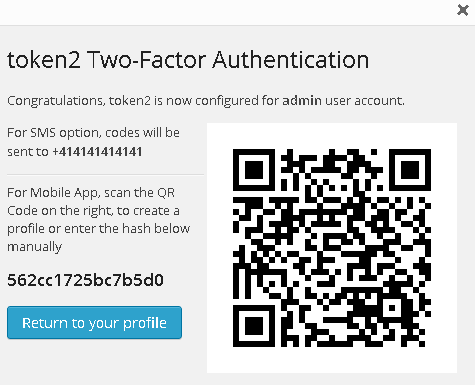 token2 Two-Factor Authentication
Congratulations, token2 is now configured for admin user account.
For SMS option, codes will be
sent to +414141414141
For Mobile App, scan the QR
Code on the right, to create a
profile or enter the hash below
manually
562cc1725bc7b5d0
Return to your profile